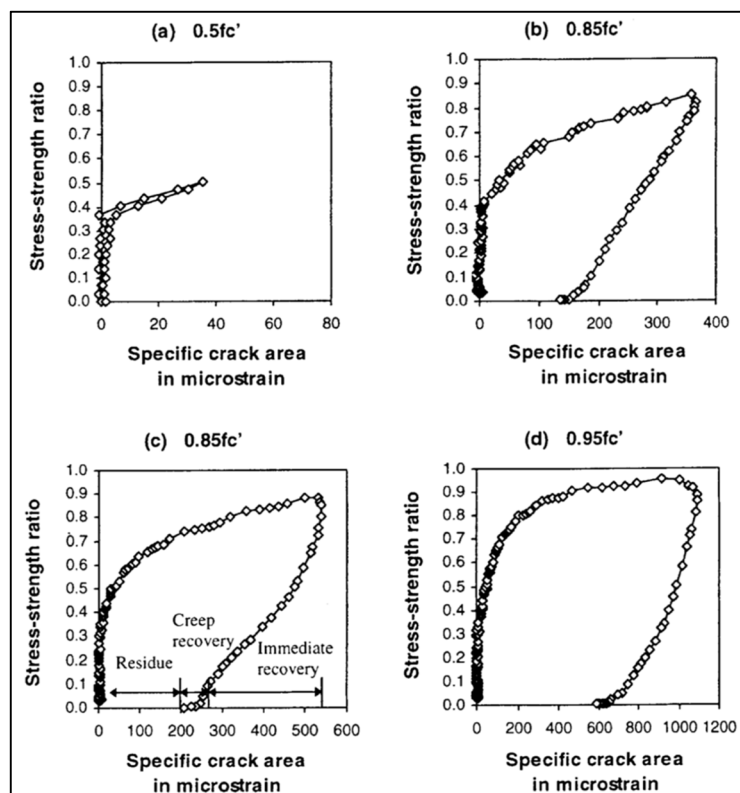 (a) 0.5fc'
Stress-strength ratio
1.0
0.9
0.8
0.7
0.6
0.5
0.4
0.3
0.2
0.1
0.0
0 20 40 60 80
Specific crack area
in microstrain
(b) 0.85fc'
Stress-strength ratio
1.0
0.9
0.8
0.7
0.6
0.5
0.4
0.3
0.2
0.1
0.0
0 100 200 300 400
Specific crack area
in microstrain
(c) 0.85fc'
Stress-strength ratio
1.0
0.9
0.8
0.7
0.6
0.5
0.4
0.3
0.2
0.1
0.0
Creep
recovery
Residue
Immediate
recovery
0 100 200 300 400 500 600
Specific crack area
in microstrain
(d) 0.95fc'
Stress-strength ratio
1.0
0.9
0.8
0.7
0.6
0.5
0.4
0.3
0.2
0.1
0.0
0 200 400 600 800 1000 1200
Specific crack area
in microstrain